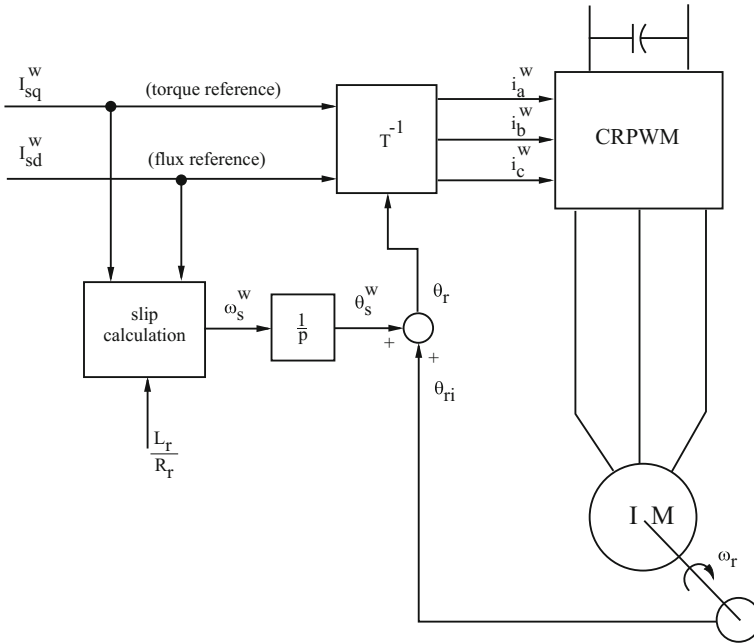 I_sq^w
(torque reference)
I_sd^w
(flux reference)
T^-1
i_a^w
i_b^w
i_c^w
CRPWM
slip
calculation
ω_s^w
1/p
θ_s^w
θ_r
+
+
θ_ri
L_r
R_r
I M
ω_r